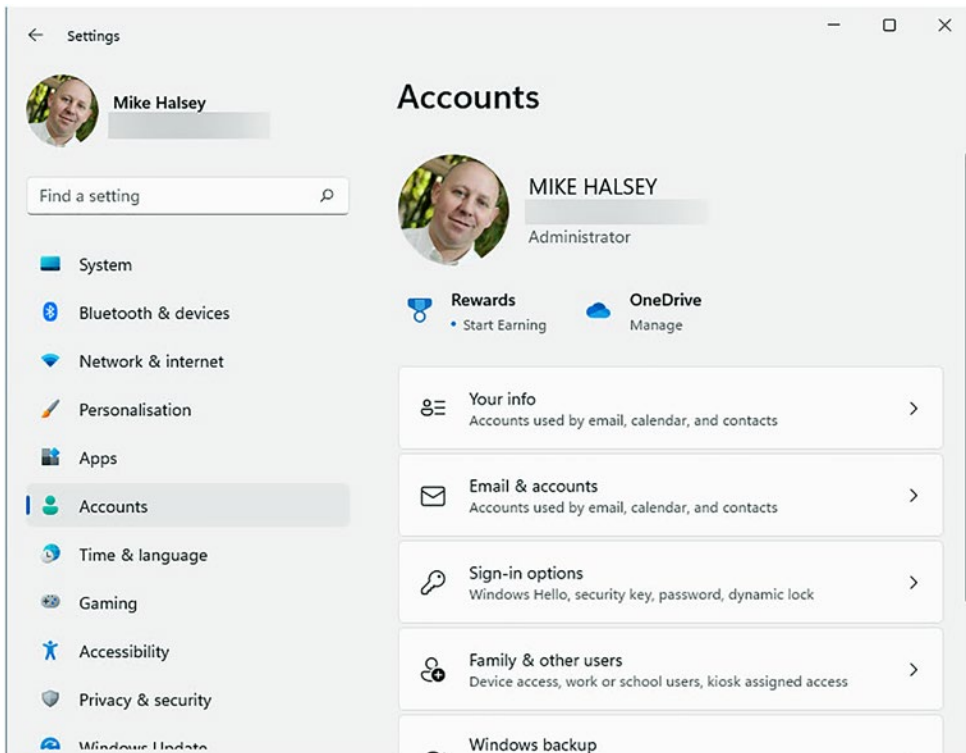 Settings
Mike Halsey
Find a setting
System
Bluetooth & devices
Network & internet
Personalisation
Apps
Accounts
Time & language
Gaming
Accessibility
Privacy & security
Windows Update
Accounts
MIKE HALSEY
Administrator
Rewards
• Start Earning
OneDrive
Manage
Your info
Accounts used by email, calendar, and contacts
Email & accounts
Accounts used by email, calendar, and contacts
Sign-in options
Windows Hello, security key, password, dynamic lock
Family & other users
Device access, work or school users, kiosk assigned access
Windows backup